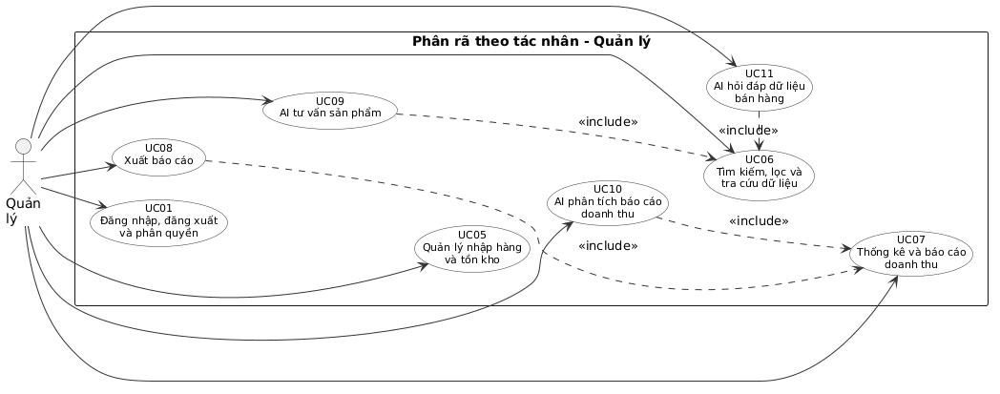 Phân rã theo tác nhân - Quản lý
UC11
AI hỏi đáp dữ liệu
bán hàng
UC09
AI tư vấn sản phẩm
«include»
«include»
UC08
Xuất báo cáo
UC06
Tìm kiếm, lọc và
tra cứu dữ liệu
Quản
lý
UC01
Đăng nhập, đăng xuất
và phân quyền
UC10
AI phân tích báo cáo
doanh thu
«include»
UC05
Quản lý nhập hàng
và tồn kho
«include»
UC07
Thống kê và báo cáo
doanh thu